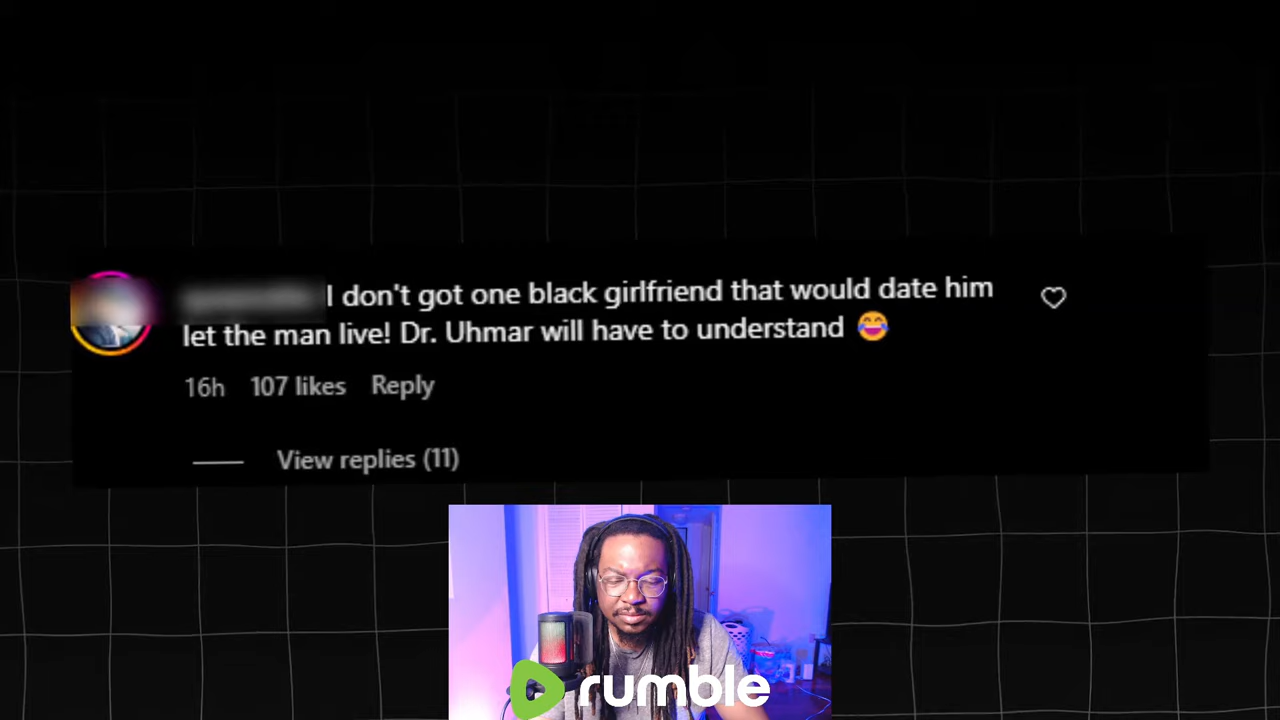 I don't got one black girlfriend that would date him
let the man live! Dr. Uhmar will have to understand 😂
16h 107 likes Reply
View replies (11)
rumble